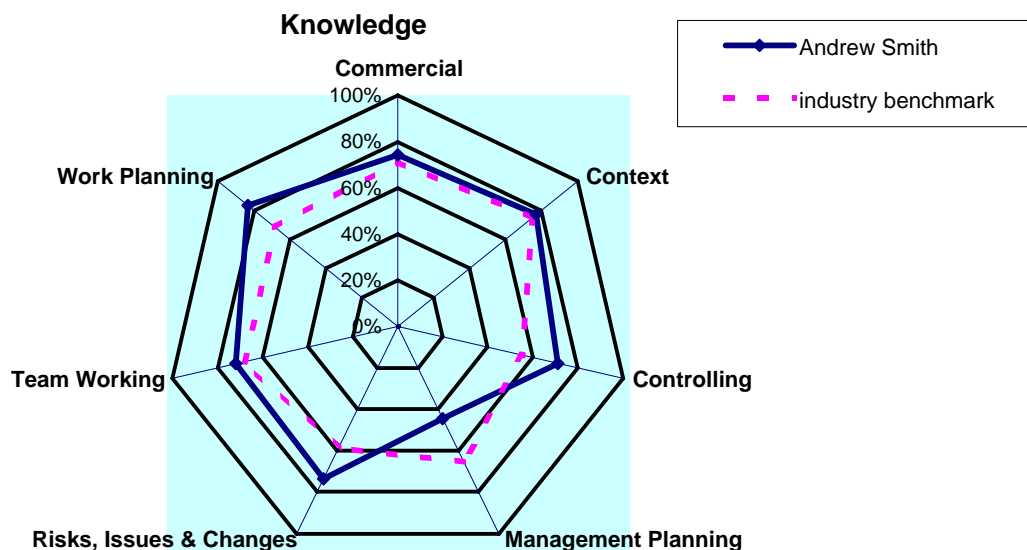 Knowledge
Andrew Smith
industry benchmark
Commercial
100%
80%
60%
40%
20%
0%
Context
Controlling
Management Planning
Risks, Issues & Changes
Team Working
Work Planning